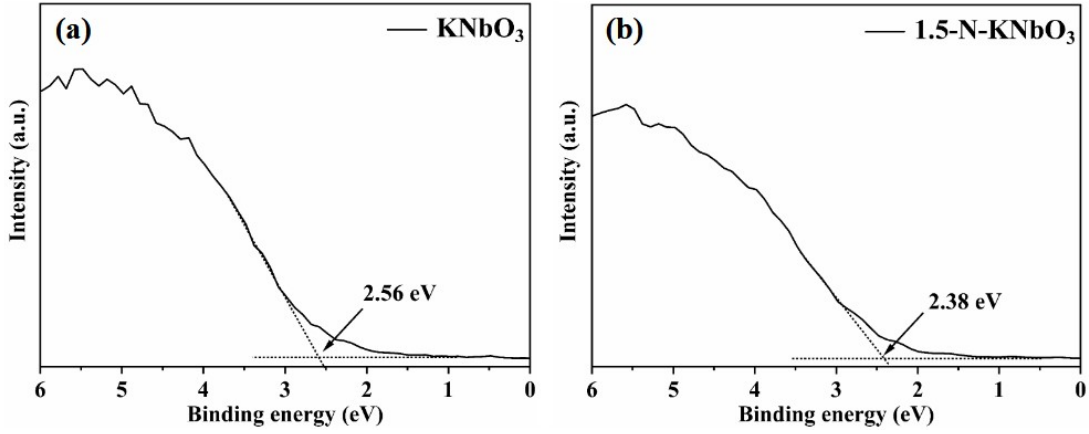 (a)
KNbO₃
Intensity (a.u.)
2.56 eV
6 5 4 3 2 1 0
Binding energy (eV)
(b)
1.5-N-KNbO₃
Intensity (a.u.)
2.38 eV
6 5 4 3 2 1 0
Binding energy (eV)